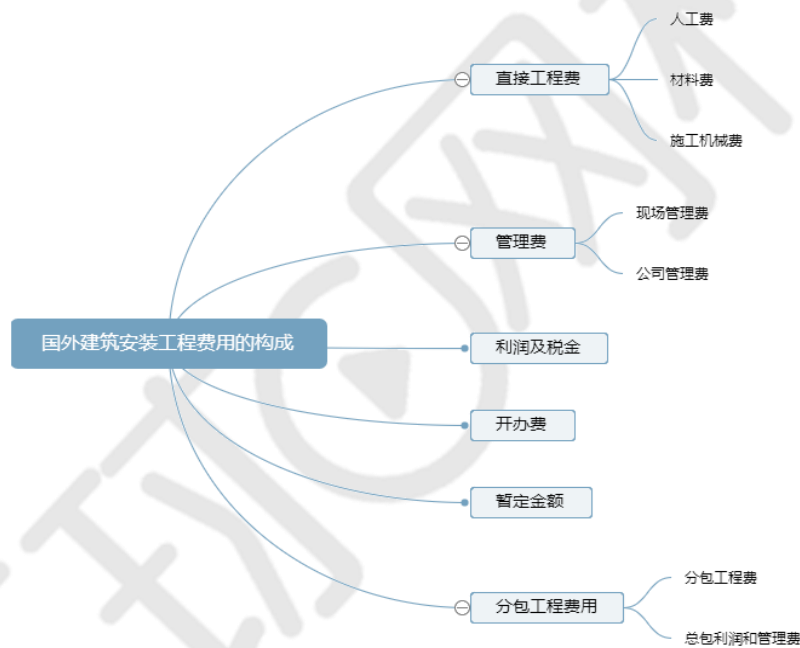 国外建筑安装工程费用的构成
直接工程费
人工费
材料费
施工机械费
管理费
现场管理费
公司管理费
利润及税金
开办费
暂定金额
分包工程费用
分包工程费
总包利润和管理费